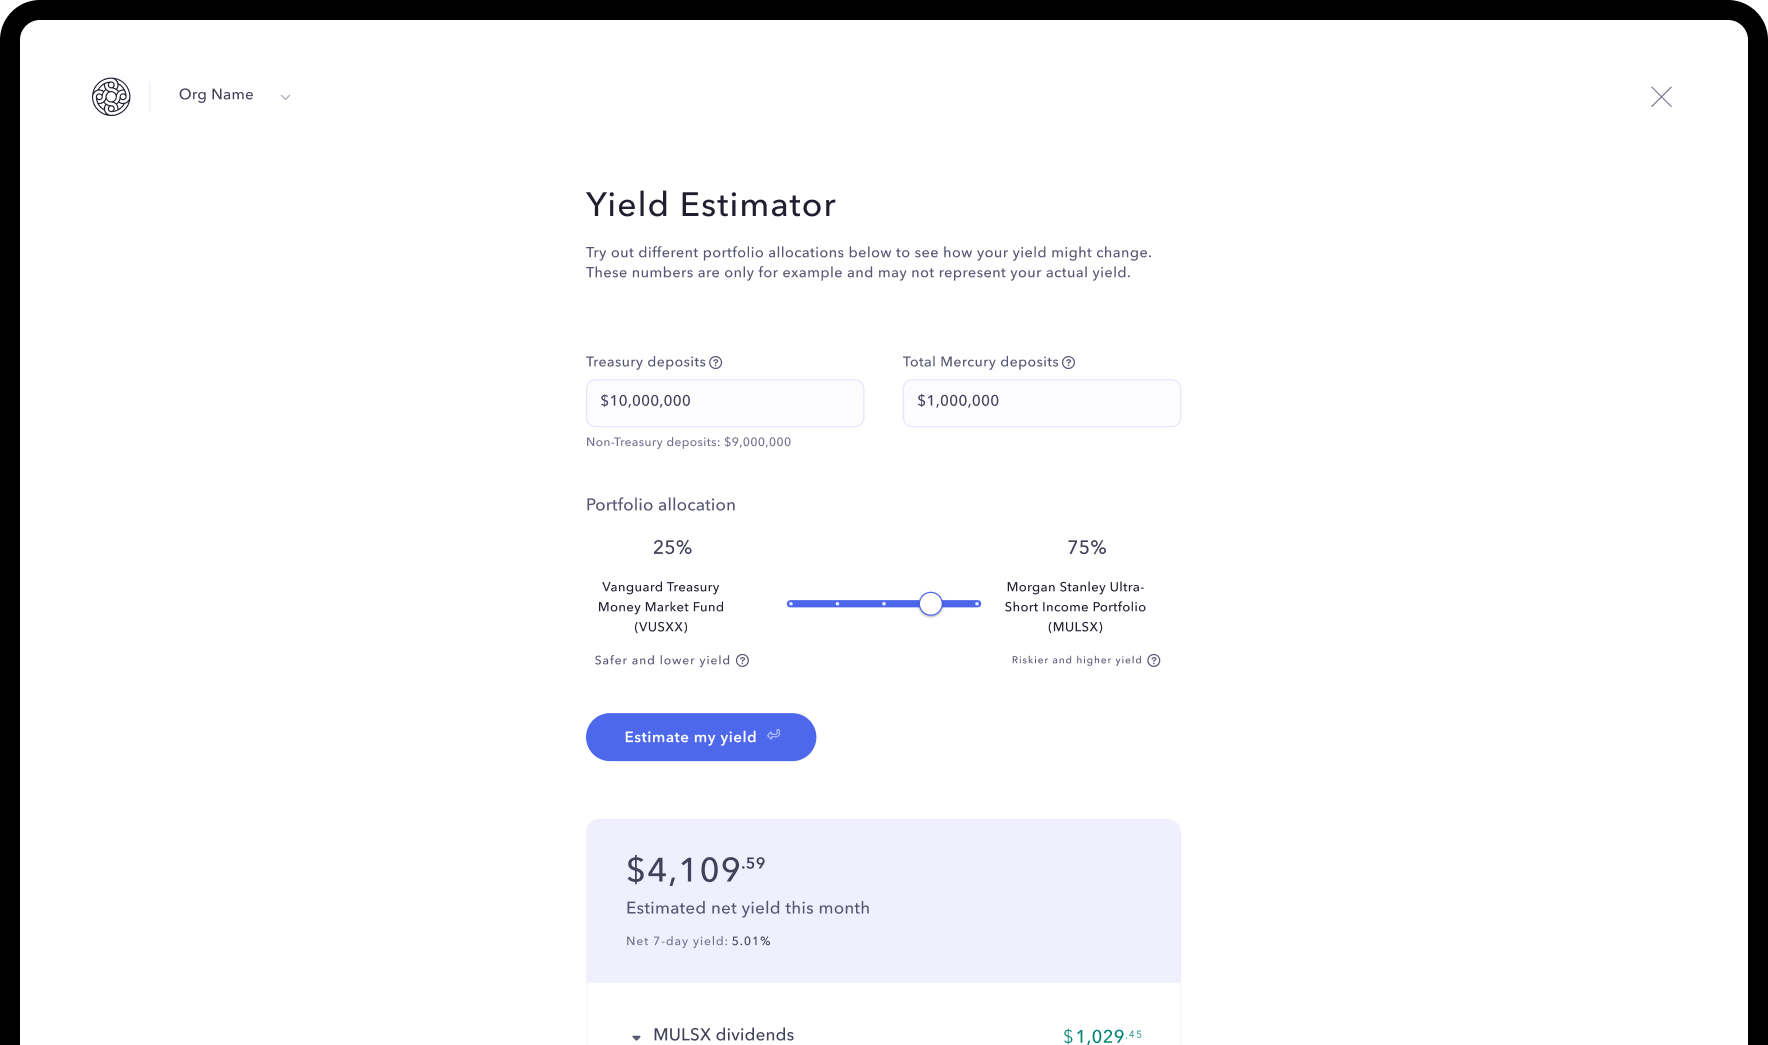 Org Name
Yield Estimator
Try out different portfolio allocations below to see how your yield might change.
These numbers are only for example and may not represent your actual yield.
Treasury deposits
Total Mercury deposits
$10,000,000
$1,000,000
Non-Treasury deposits: $9,000,000
Portfolio allocation
25%
75%
Vanguard Treasury
Money Market Fund
(VUSXX)
Morgan Stanley Ultra-
Short Income Portfolio
(MULSX)
Safer and lower yield
Riskier and higher yield
Estimate my yield
$4,109.59
Estimated net yield this month
Net 7-day yield: 5.01%
MULSX dividends
$1,029.45